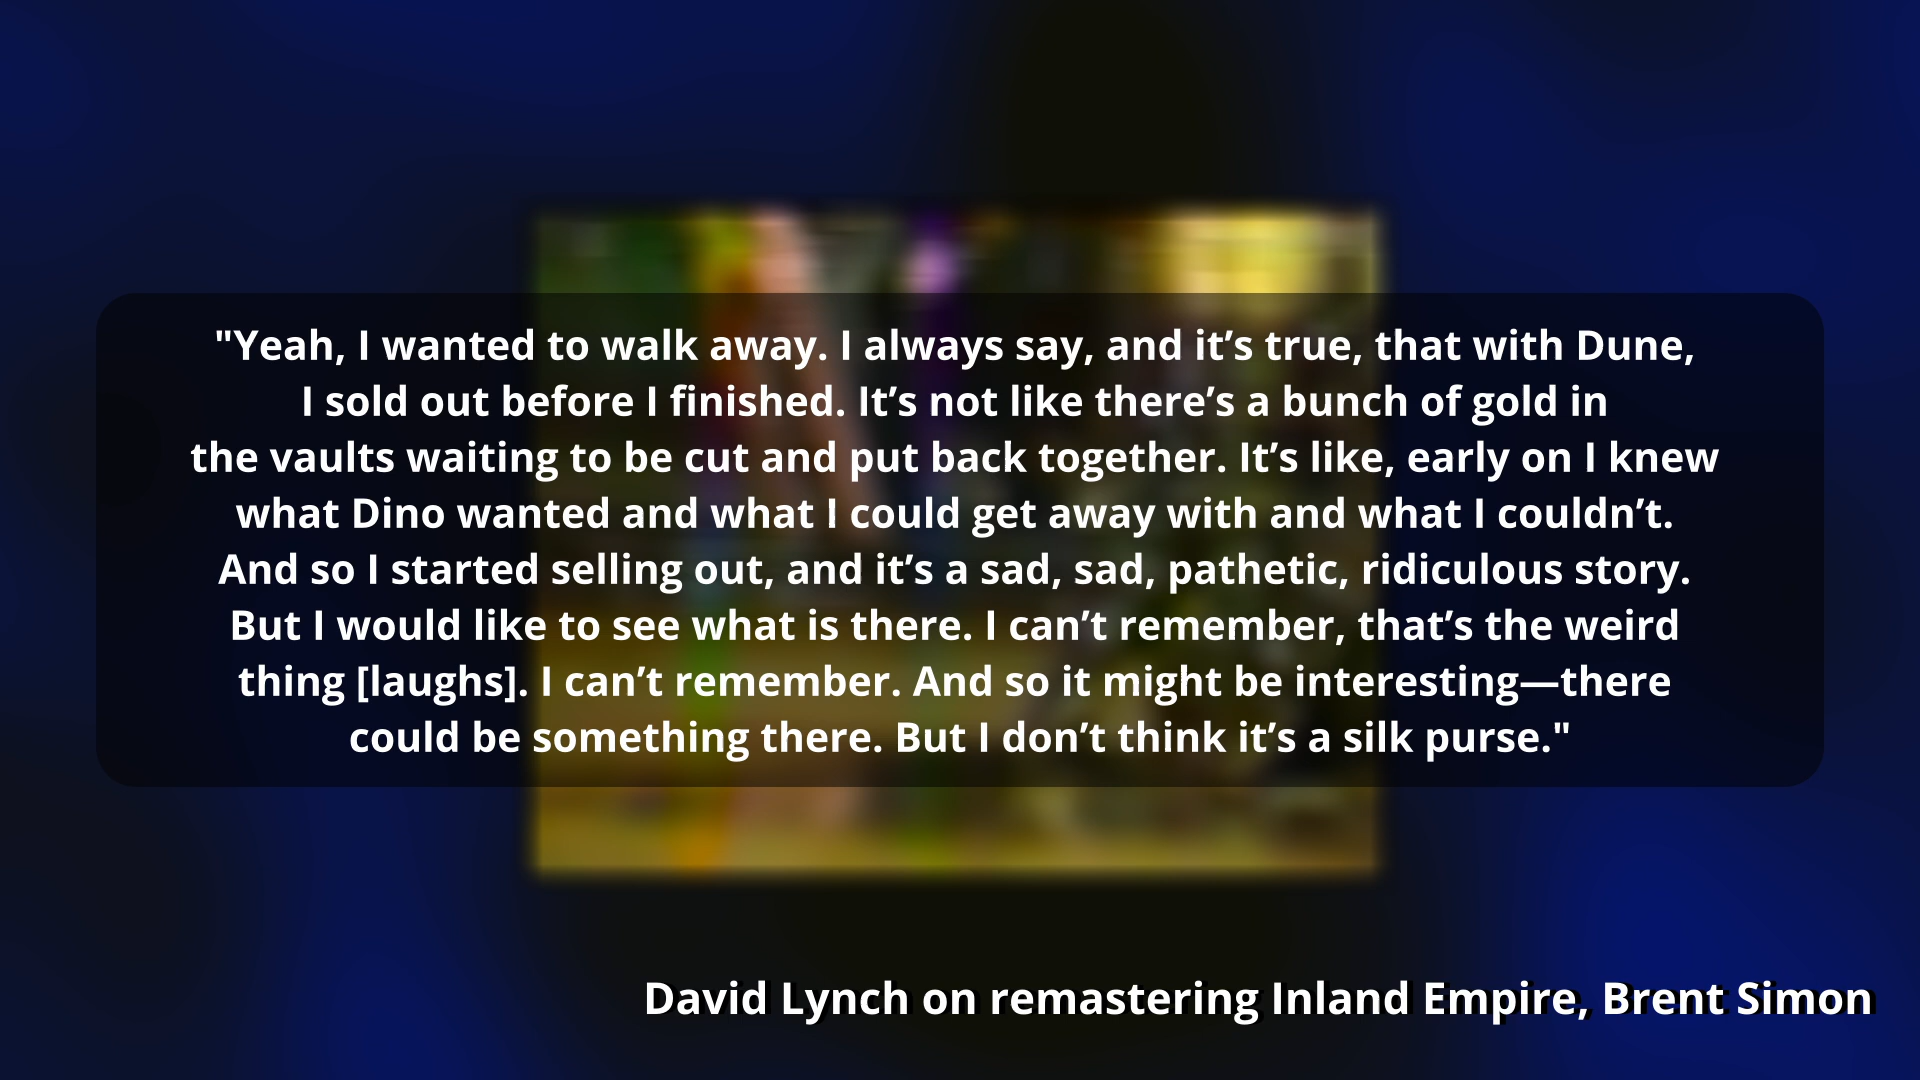 "Yeah, I wanted to walk away. I always say, and it’s true, that with Dune,
I sold out before I finished. It’s not like there’s a bunch of gold in
the vaults waiting to be cut and put back together. It’s like, early on I knew
what Dino wanted and what I could get away with and what I couldn’t.
And so I started selling out, and it’s a sad, sad, pathetic, ridiculous story.
But I would like to see what is there. I can’t remember, that’s the weird
thing [laughs]. I can’t remember. And so it might be interesting—there
could be something there. But I don’t think it’s a silk purse."
David Lynch on remastering Inland Empire, Brent Simon